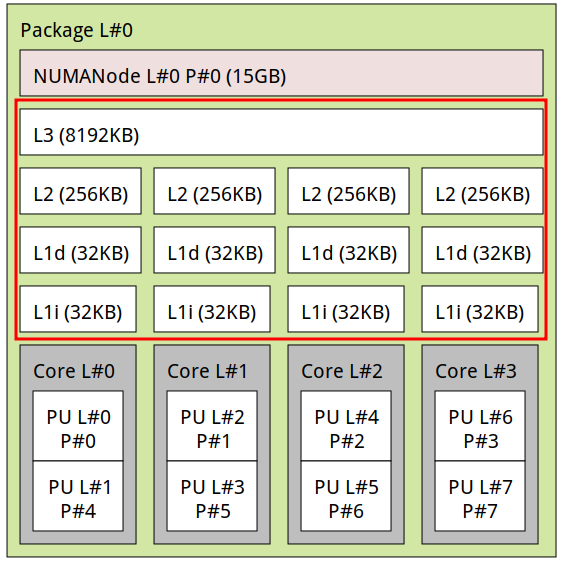 Package L#0
NUMANode L#0 P#0 (15GB)
L3 (8192KB)
L2 (256KB) L2 (256KB) L2 (256KB) L2 (256KB)
L1d (32KB) L1d (32KB) L1d (32KB) L1d (32KB)
L1i (32KB) L1i (32KB) L1i (32KB) L1i (32KB)
Core L#0 Core L#1 Core L#2 Core L#3
PU L#0 PU L#2 PU L#4 PU L#6
P#0 P#1 P#2 P#3
PU L#1 PU L#3 PU L#5 PU L#7
P#4 P#5 P#6 P#7